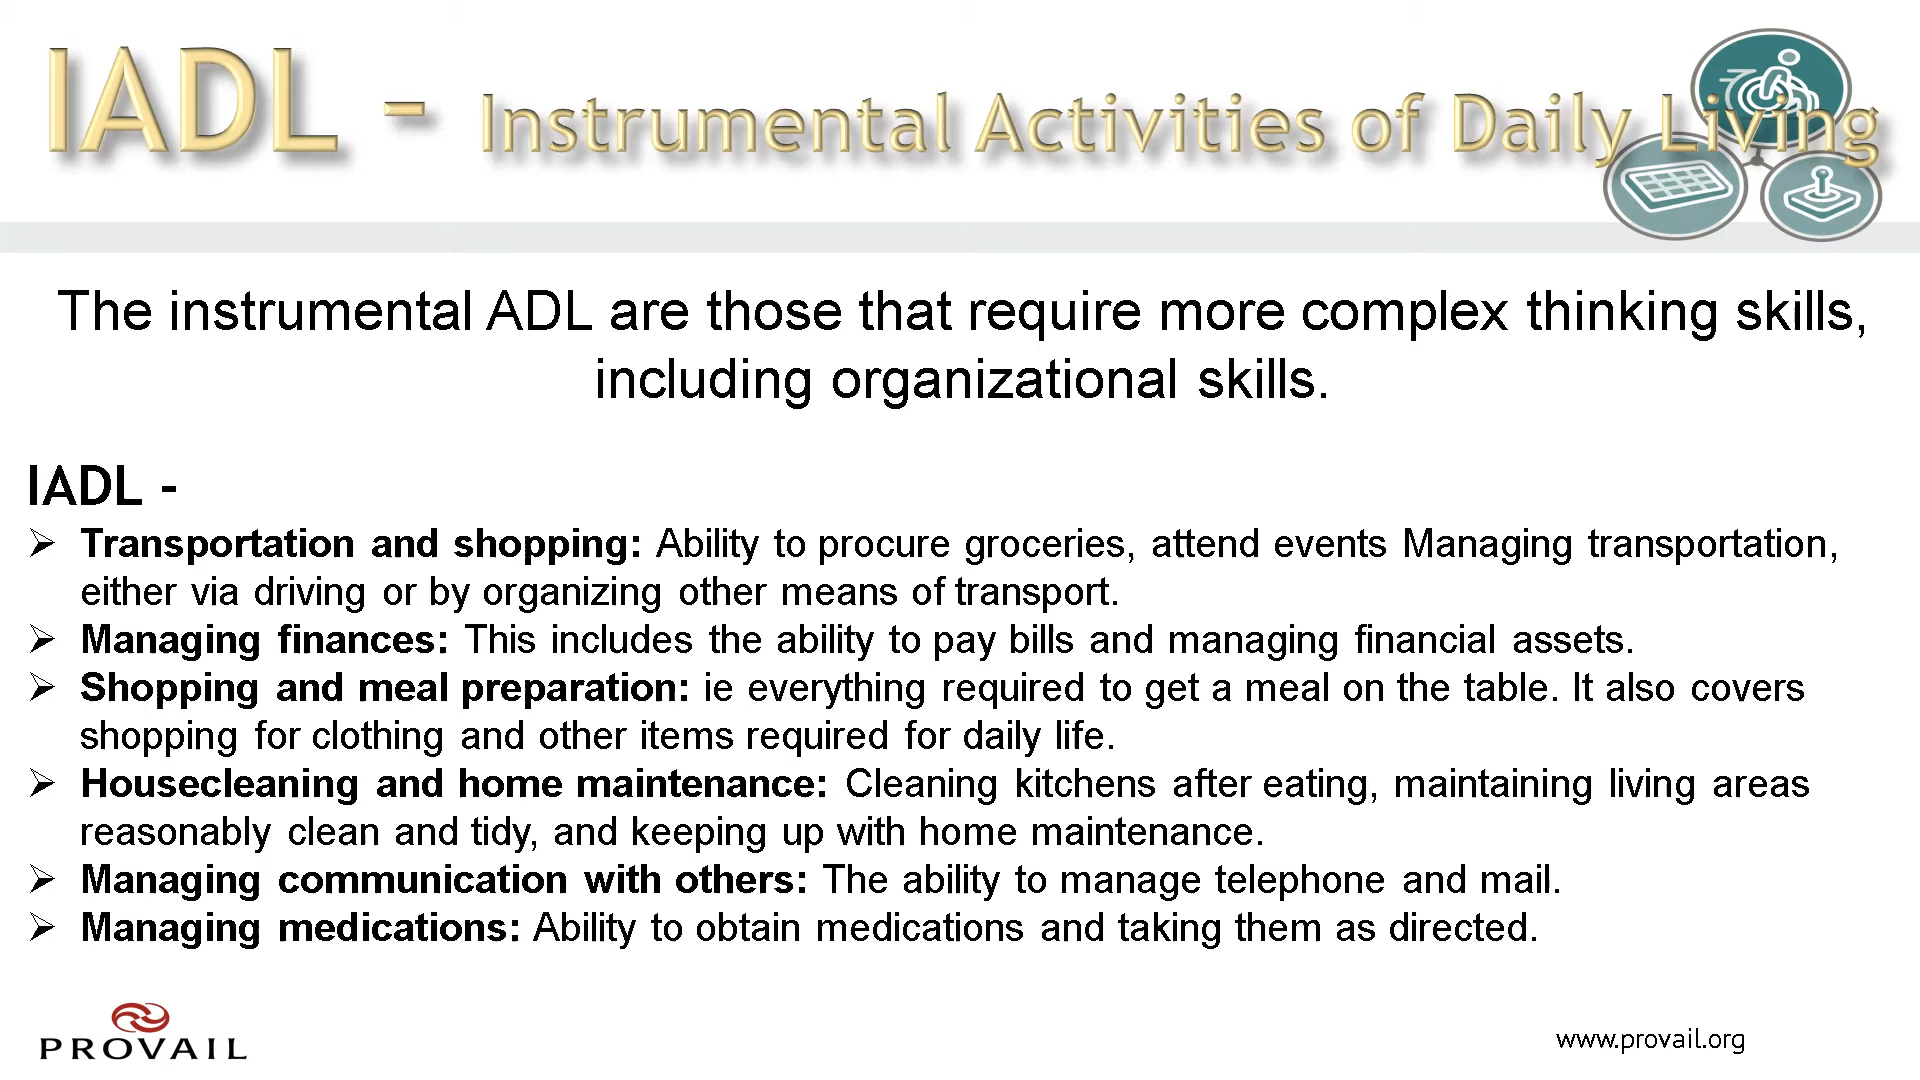 IADL - Instrumental Activities of Daily Living
The instrumental ADL are those that require more complex thinking skills,
including organizational skills.
IADL -
➢ Transportation and shopping: Ability to procure groceries, attend events Managing transportation,
either via driving or by organizing other means of transport.
➢ Managing finances: This includes the ability to pay bills and managing financial assets.
➢ Shopping and meal preparation: ie everything required to get a meal on the table. It also covers
shopping for clothing and other items required for daily life.
➢ Housecleaning and home maintenance: Cleaning kitchens after eating, maintaining living areas
reasonably clean and tidy, and keeping up with home maintenance.
➢ Managing communication with others: The ability to manage telephone and mail.
➢ Managing medications: Ability to obtain medications and taking them as directed.
PROVAIL
www.provail.org